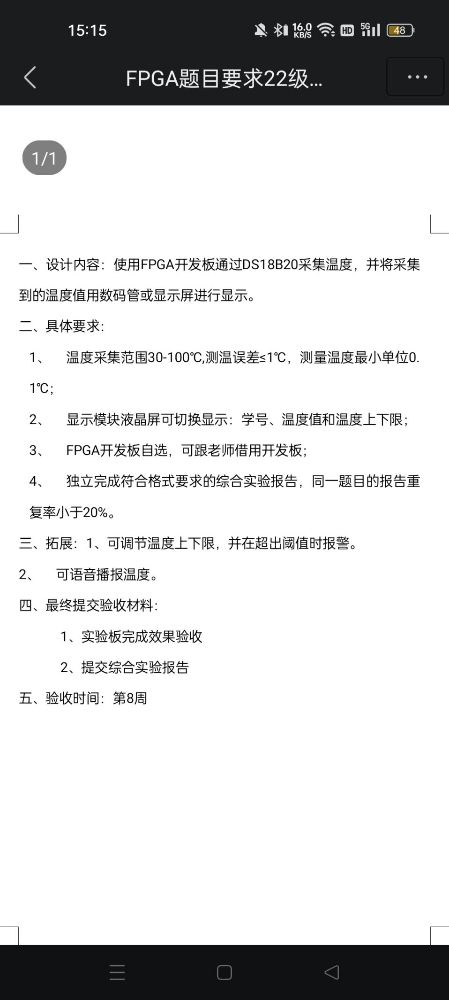 15:15
16.0
KB/S
HD
5G
48
FPGA题目要求22级...
1/1
一、设计内容：使用FPGA开发板通过DS18B20采集温度，并将采集
到的温度值用数码管或显示屏进行显示。
二、具体要求：
1、 温度采集范围30-100℃,测温误差≤1℃，测量温度最小单位0.
1℃；
2、 显示模块液晶屏可切换显示：学号、温度值和温度上下限；
3、 FPGA开发板自选，可跟老师借用开发板；
4、 独立完成符合格式要求的综合实验报告，同一题目的报告重
复率小于20%。
三、拓展：1、可调节温度上下限，并在超出阈值时报警。
2、 可语音播报温度。
四、最终提交验收材料：
1、实验板完成效果验收
2、提交综合实验报告
五、验收时间：第8周